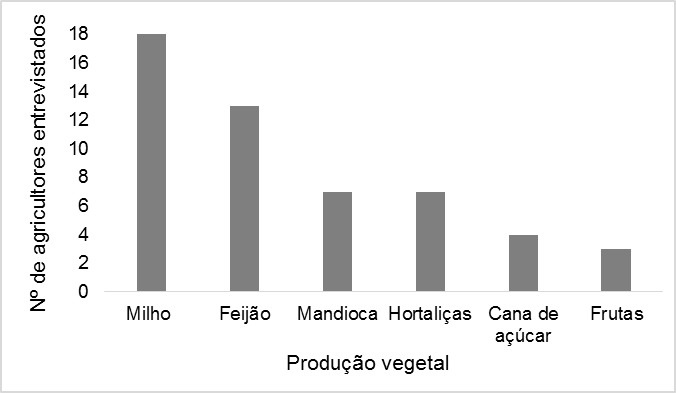 Nº de agricultores entrevistados
18
16
14
12
10
8
6
4
2
0
Milho
Feijão
Mandioca
Hortaliças
Cana de
açúcar
Frutas
Produção vegetal